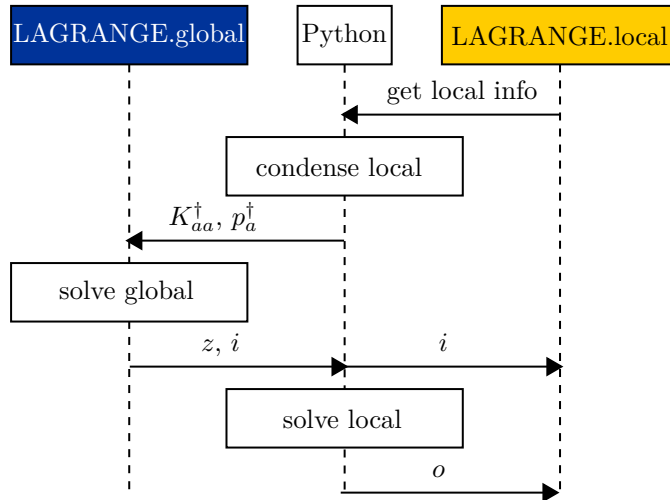 LAGRANGE.global
Python
LAGRANGE.local
get local info
condense local
K†aa, p†a
solve global
z, i
i
solve local
o